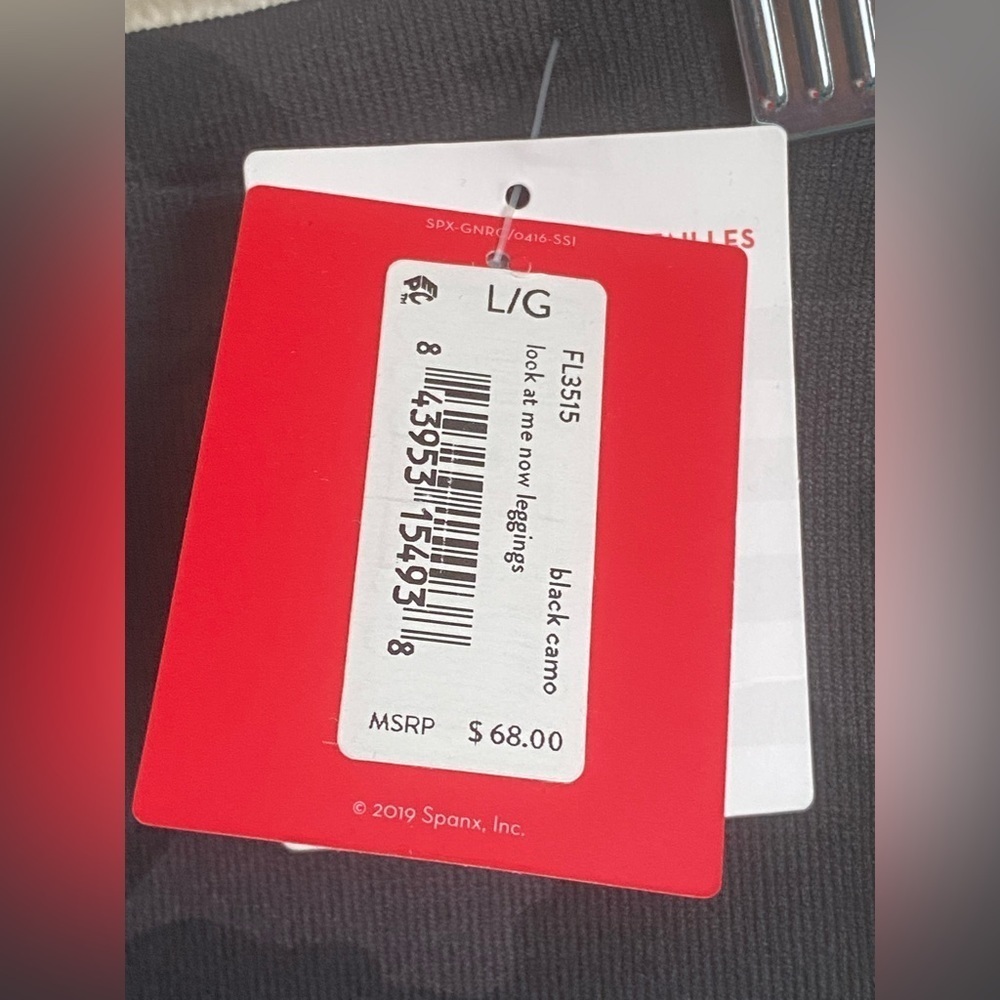 SPX-GNRC/0416-SSI
EPC™
L/G
FL3515
black camo
look at me now leggings
8 43953 15493 8
MSRP $ 68.00
© 2019 Spanx, Inc.